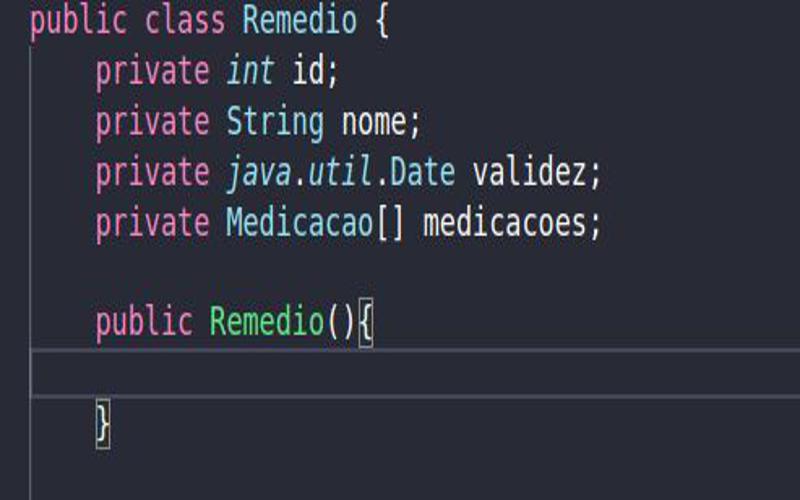 public class Remedio {
private int id;
private String nome;
private java.util.Date validez;
private Medicacao[] medicacoes;
public Remedio(){
}